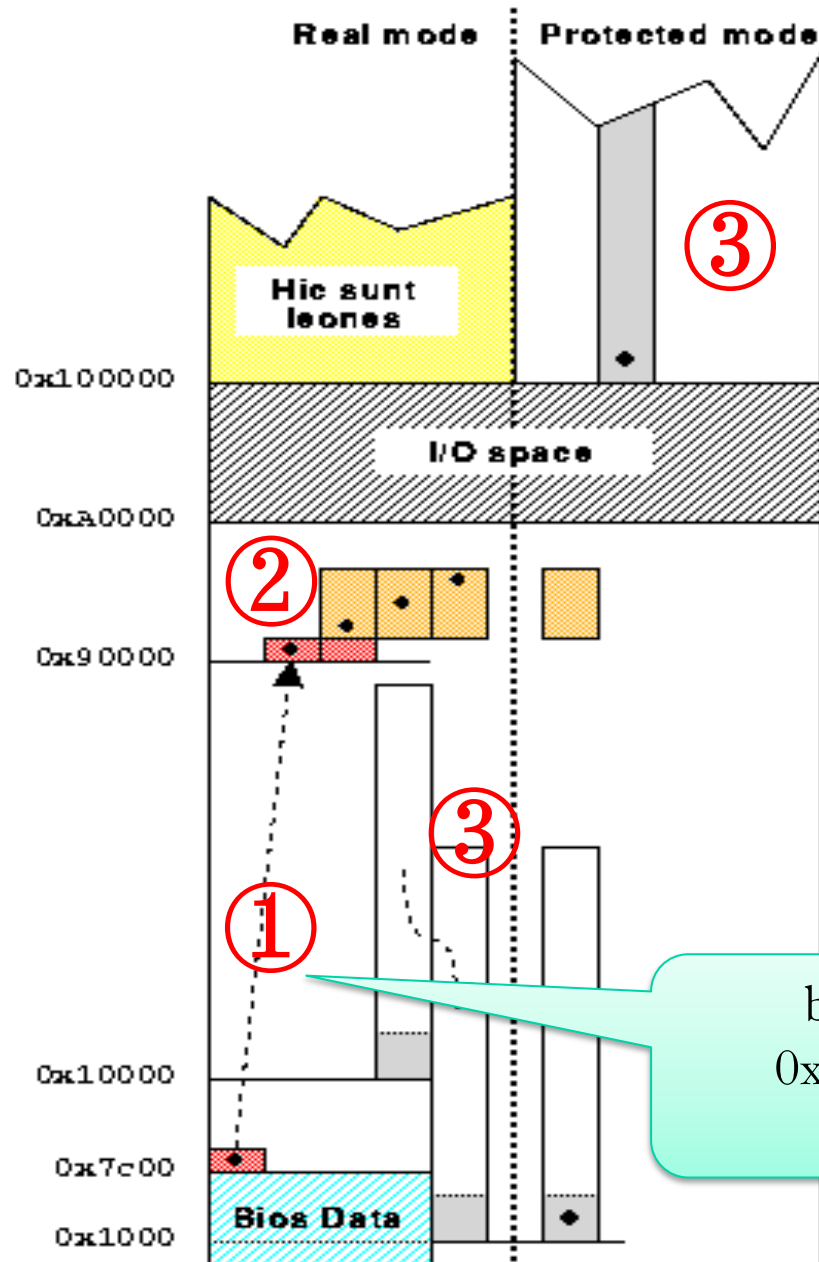 Real mode Protected mode
③
Hic sunt
leones
0x100000
I/O space
0xA0000
②
0x90000
③
①
0x10000
0x7c00
Bios Data
0x1000
b
0x